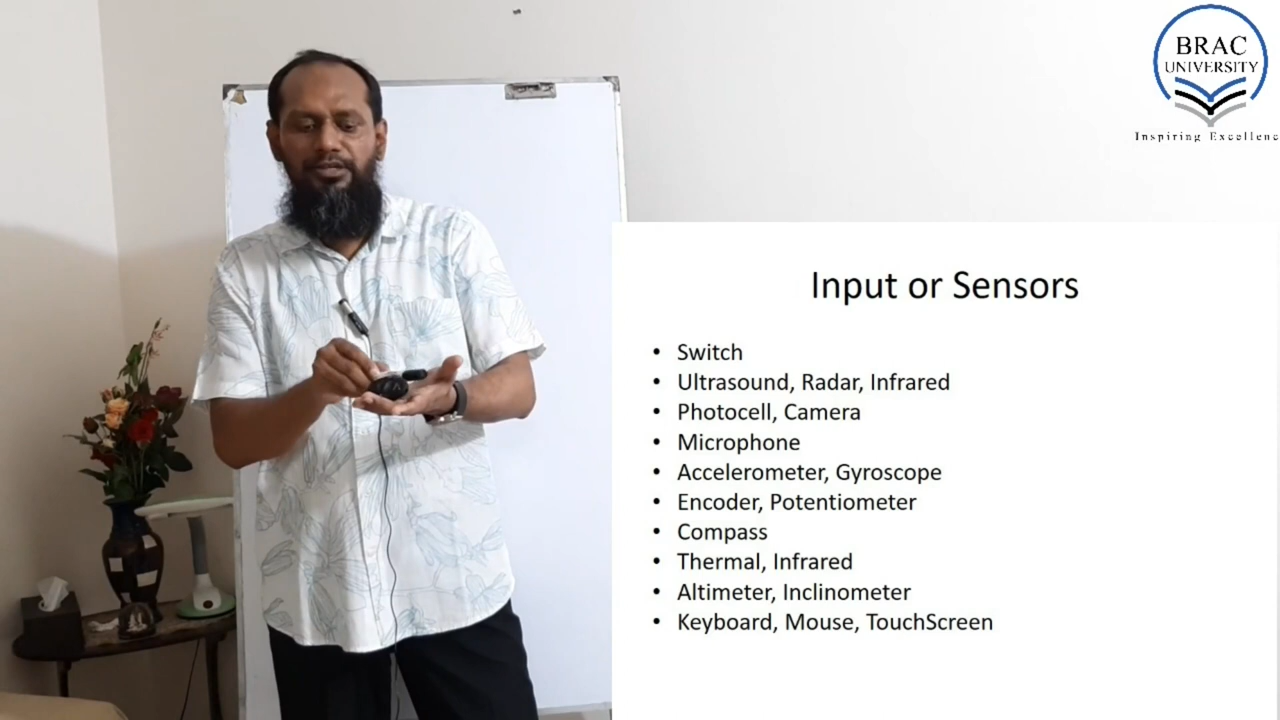 BRAC
UNIVERSITY
Inspiring Excellenc
Input or Sensors
• Switch
• Ultrasound, Radar, Infrared
• Photocell, Camera
• Microphone
• Accelerometer, Gyroscope
• Encoder, Potentiometer
• Compass
• Thermal, Infrared
• Altimeter, Inclinometer
• Keyboard, Mouse, TouchScreen